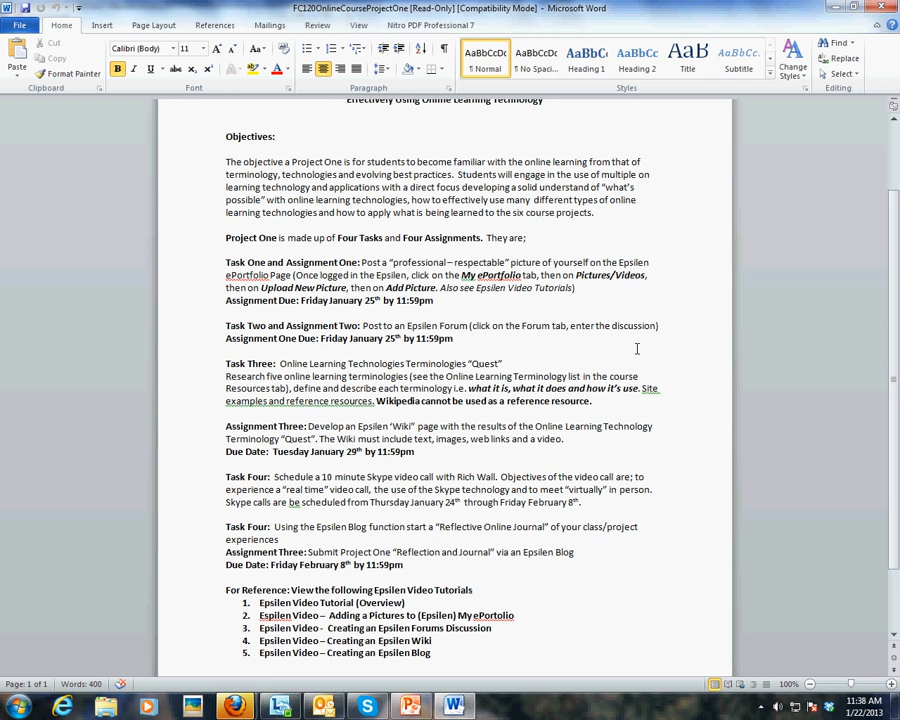 FC120OnlineCourseProjectOne [Read-Only] [Compatibility Mode] - Microsoft Word
File Home Insert Page Layout References Mailings Review View Nitro PDF Professional 7
Paste
Cut
Copy
Format Painter
Clipboard
Calibri (Body) 11
Font
Paragraph
AaBbCcDc AaBbCcDc AaBbCc AaBbCc AaB AaBbCcL
¶ Normal ¶ No Spaci... Heading 1 Heading 2 Title Subtitle
Change Styles
Styles
Find
Replace
Select
Editing
Effectively Using Online Learning Technology
Objectives:
The objective a Project One is for students to become familiar with the online learning from that of
terminology, technologies and evolving best practices. Students will engage in the use of multiple on
learning technology and applications with a direct focus developing a solid understand of “what’s
possible” with online learning technologies, how to effectively use many different types of online
learning technologies and how to apply what is being learned to the six course projects.
Project One is made up of Four Tasks and Four Assignments. They are;
Task One and Assignment One: Post a “professional – respectable” picture of yourself on the Epsilen
ePortfolio Page (Once logged in the Epsilen, click on the My ePortfolio tab, then on Pictures/Videos,
then on Upload New Picture, then on Add Picture. Also see Epsilen Video Tutorials)
Assignment Due: Friday January 25th by 11:59pm
Task Two and Assignment Two: Post to an Epsilen Forum (click on the Forum tab, enter the discussion)
Assignment One Due: Friday January 25th by 11:59pm
Task Three: Online Learning Technologies Terminologies “Quest”
Research five online learning terminologies (see the Online Learning Terminology list in the course
Resources tab), define and describe each terminology i.e. what it is, what it does and how it’s use. Site
examples and reference resources. Wikipedia cannot be used as a reference resource.
Assignment Three: Develop an Epsilen ‘Wiki” page with the results of the Online Learning Technology
Terminology “Quest”. The Wiki must include text, images, web links and a video.
Due Date: Tuesday January 29th by 11:59pm
Task Four: Schedule a 10 minute Skype video call with Rich Wall. Objectives of the video call are; to
experience a “real time” video call, the use of the Skype technology and to meet “virtually” in person.
Skype calls are be scheduled from Thursday January 24th through Friday February 8th.
Task Four: Using the Epsilen Blog function start a “Reflective Online Journal” of your class/project
experiences
Assignment Three: Submit Project One “Reflection and Journal” via an Epsilen Blog
Due Date: Friday February 8th by 11:59pm
For Reference: View the following Epsilen Video Tutorials
1. Epsilen Video Tutorial (Overview)
2. Espilen Video – Adding a Pictures to (Epsilen) My ePortolio
3. Epsilen Video - Creating an Epsilen Forums Discussion
4. Epsilen Video – Creating an Epsilen Wiki
5. Epsilen Video – Creating an Epsilen Blog
Page: 1 of 1 Words: 400 100%
11:38 AM
1/22/2013